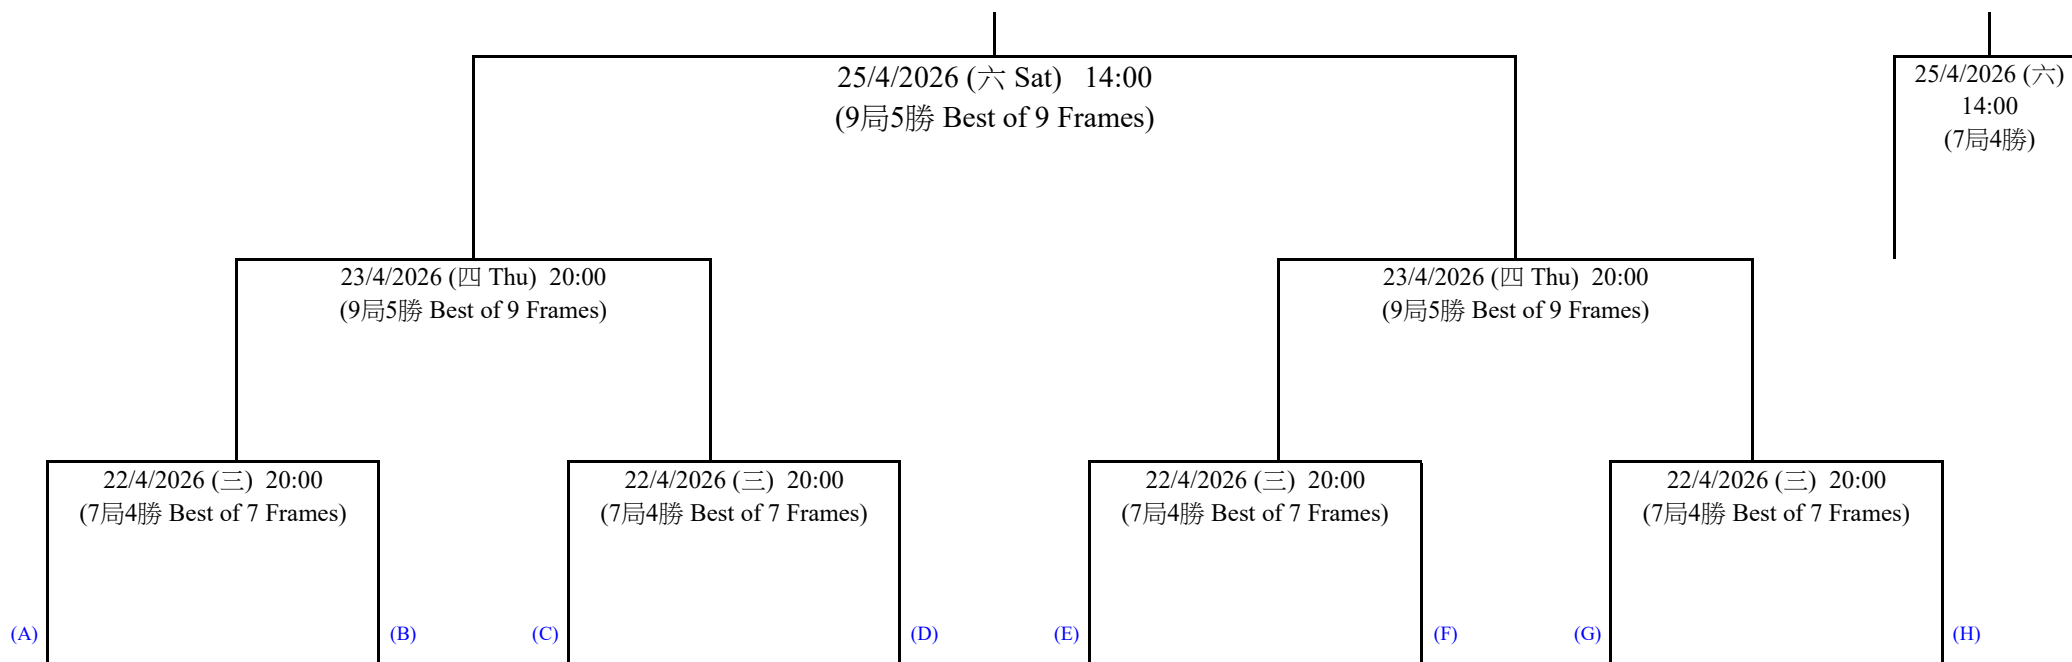 25/4/2026 (六 Sat)   14:00
(9局5勝 Best of 9 Frames)
25/4/2026 (六)
14:00
(7局4勝)
23/4/2026 (四 Thu)  20:00
(9局5勝 Best of 9 Frames)
23/4/2026 (四 Thu)  20:00
(9局5勝 Best of 9 Frames)
22/4/2026 (三)  20:00
(7局4勝 Best of 7 Frames)
22/4/2026 (三)  20:00
(7局4勝 Best of 7 Frames)
22/4/2026 (三)  20:00
(7局4勝 Best of 7 Frames)
22/4/2026 (三)  20:00
(7局4勝 Best of 7 Frames)
(A)
(B)
(C)
(D)
(E)
(F)
(G)
(H)